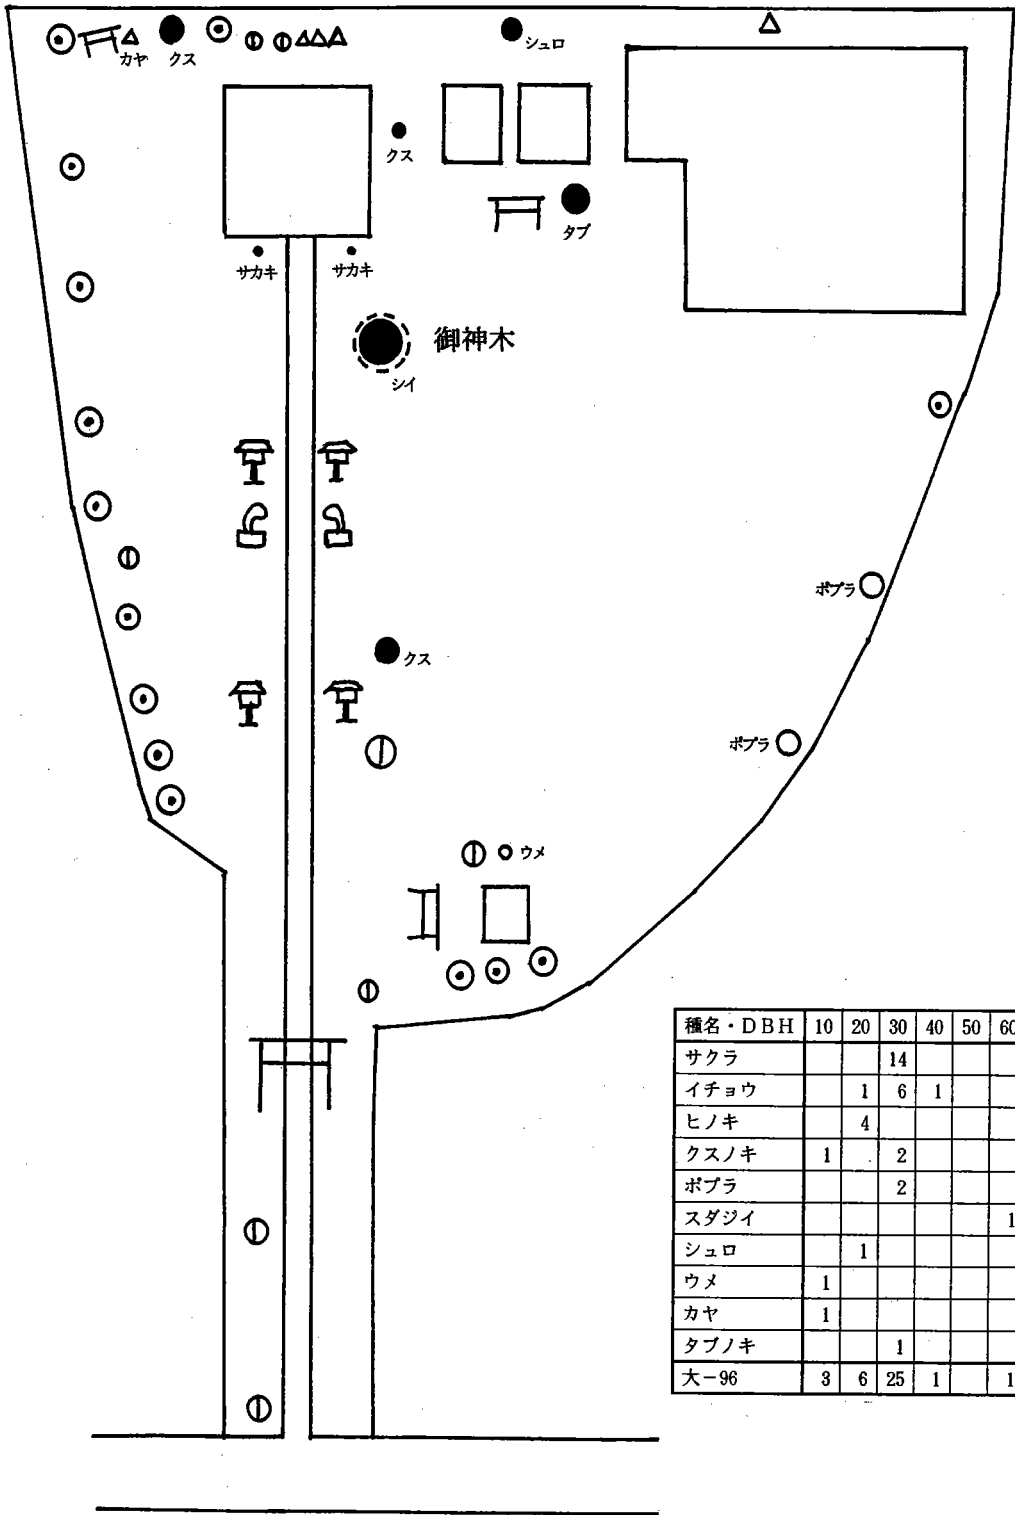 カヤ
クス
シュロ
クス
タブ
サカキ
サカキ
御神木
シイ
ポプラ
クス
ポプラ
ウメ
種名・DBH 10 20 30 40 50 60
サクラ 14
イチョウ 1 6 1
ヒノキ 4
クスノキ 1 2
ポプラ 2
スダジイ 1
シュロ 1
ウメ 1
カヤ 1
タブノキ 1
大-96 3 6 25 1 1